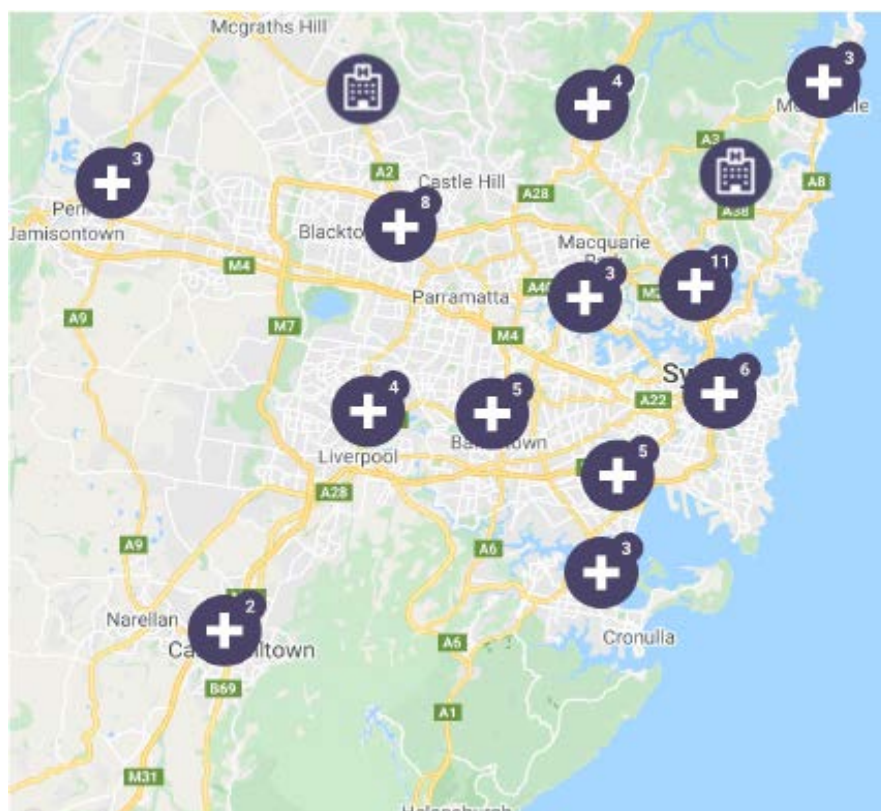 Mcgraths Hill
3
4
3
A3
A2
Castle Hill
A28
A8
A38
8
Jamisontown
Macquarie
11
M4
3
Parramatta
A9
M7
M4
6
4
5
A22
Liverpool
5
A28
A9
A6
3
2
Narellan
Cronulla
A6
B69
A1
M31